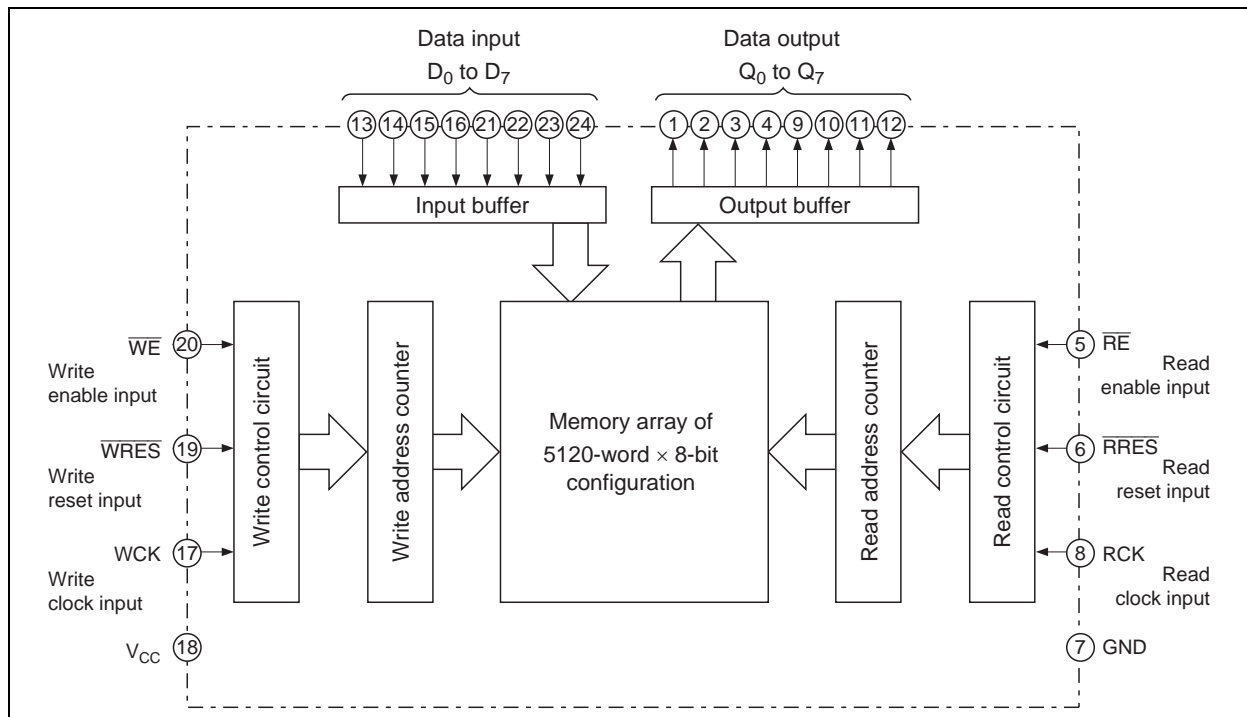 Data input
D0 to D7
Data output
Q0 to Q7
13 14 15 16 21 22 23 24
1 2 3 4 9 10 11 12
Input buffer
Output buffer
WE 20
Write
enable input
WRES 19
Write
reset input
WCK 17
Write
clock input
VCC 18
Write control circuit
Write address counter
Memory array of
5120-word × 8-bit
configuration
Read address counter
Read control circuit
5 RE
Read
enable input
6 RRES
Read
reset input
8 RCK
Read
clock input
7 GND